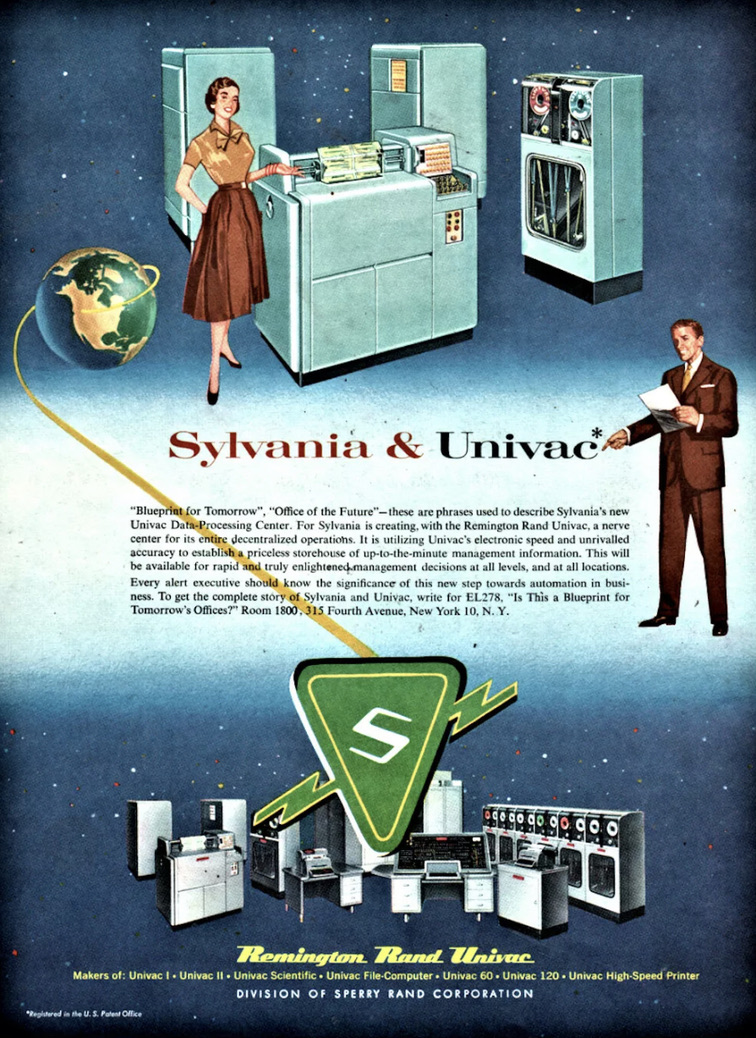 Sylvania & Univac*
"Blueprint for Tomorrow", "Office of the Future"—these are phrases used to describe Sylvania's new
Univac Data-Processing Center. For Sylvania is creating, with the Remington Rand Univac, a nerve
center for its entire decentralized operations. It is utilizing Univac's electronic speed and unrivalled
accuracy to establish a priceless storehouse of up-to-the-minute management information. This will
be available for rapid and truly enlightened management decisions at all levels, and at all locations.
Every alert executive should know the significance of this new step towards automation in busi-
ness. To get the complete story of Sylvania and Univac, write for EL278, "Is This a Blueprint for
Tomorrow's Offices?" Room 1800, 315 Fourth Avenue, New York 10, N. Y.
S
Remington Rand Univac
Makers of: Univac I • Univac II • Univac Scientific • Univac File-Computer • Univac 60 • Univac 120 • Univac High-Speed Printer
DIVISION OF SPERRY RAND CORPORATION
*Registered in the U. S. Patent Office